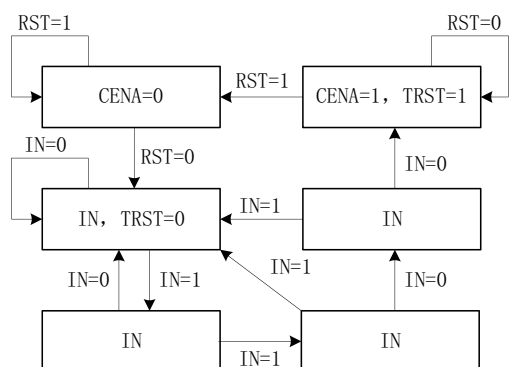 RST=1
RST=0
CENA=0
RST=1
CENA=1, TRST=1
IN=0
RST=0
IN=0
IN, TRST=0
IN=1
IN
IN=0
IN=1
IN=1
IN=0
IN
IN=1
IN